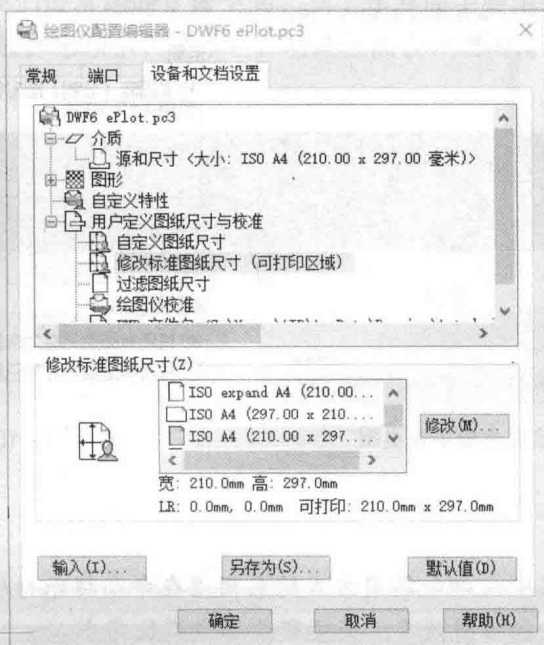 绘图仪配置编辑器 - DWF6 ePlot.pc3
常规 端口 设备和文档设置
DWF6 ePlot.pc3
介质
源和尺寸 <大小: ISO A4 (210.00 x 297.00 毫米)>
图形
自定义特性
用户定义图纸尺寸与校准
自定义图纸尺寸
修改标准图纸尺寸 (可打印区域)
过滤图纸尺寸
绘图仪校准
修改标准图纸尺寸(Z)
ISO expand A4 (210.00...
ISO A4 (297.00 x 210....
ISO A4 (210.00 x 297....
修改(M)...
宽: 210.0mm 高: 297.0mm
LR: 0.0mm, 0.0mm 可打印: 210.0mm x 297.0mm
输入(I)... 另存为(S)... 默认值(D)
确定 取消 帮助(H)